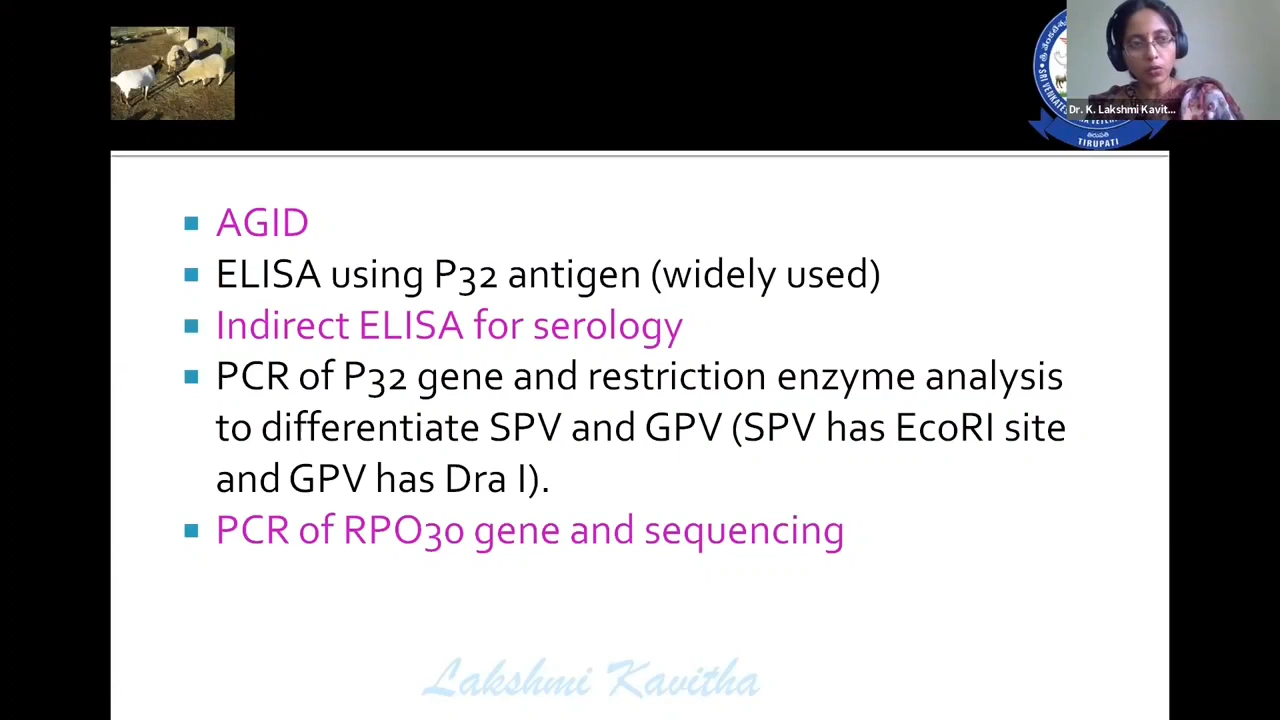 Dr. K. Lakshmi Kavit...
తిరుపతి
TIRUPATI
AGID
ELISA using P32 antigen (widely used)
Indirect ELISA for serology
PCR of P32 gene and restriction enzyme analysis
to differentiate SPV and GPV (SPV has EcoRI site
and GPV has Dra I).
PCR of RPO30 gene and sequencing
Lakshmi Kavitha